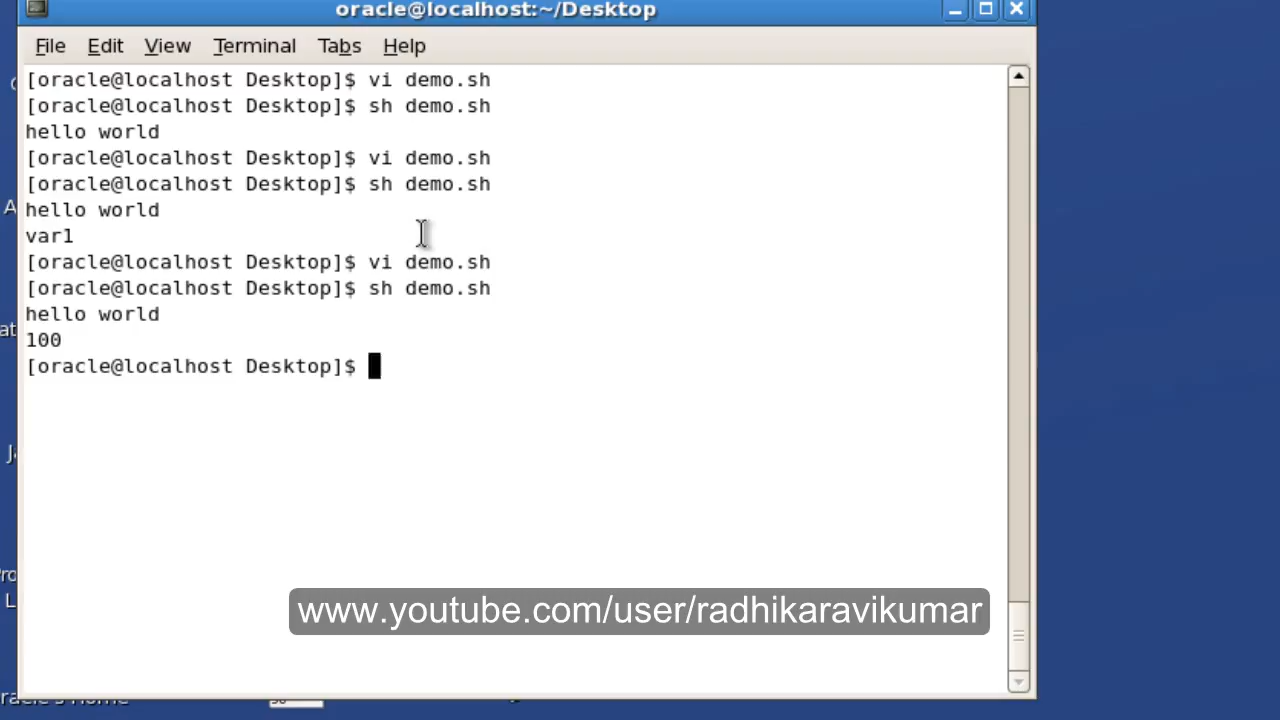 oracle@localhost:~/Desktop
File Edit View Terminal Tabs Help
[oracle@localhost Desktop]$ vi demo.sh
[oracle@localhost Desktop]$ sh demo.sh
hello world
[oracle@localhost Desktop]$ vi demo.sh
[oracle@localhost Desktop]$ sh demo.sh
hello world
var1
[oracle@localhost Desktop]$ vi demo.sh
[oracle@localhost Desktop]$ sh demo.sh
hello world
100
[oracle@localhost Desktop]$
www.youtube.com/user/radhikaravikumar